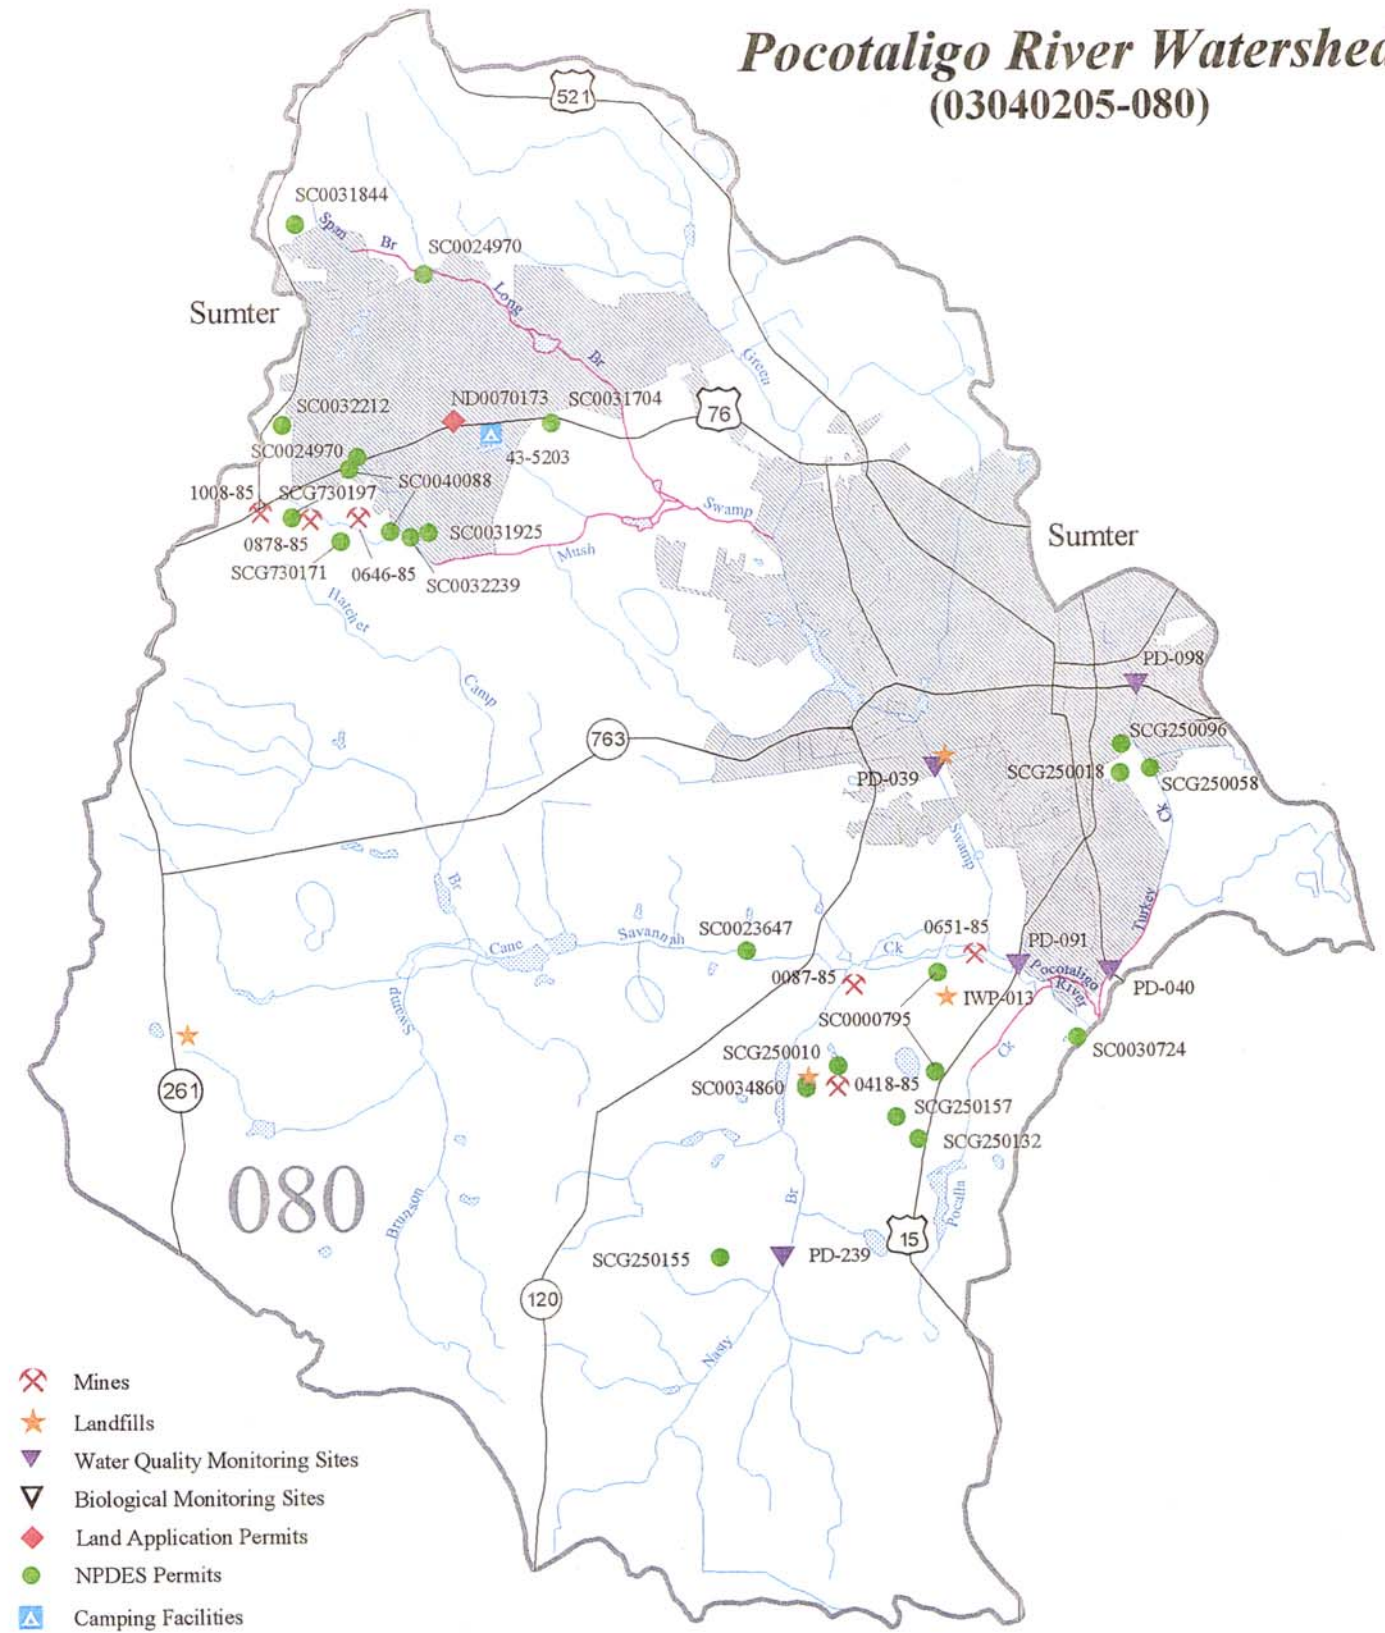 Pocotaligo River Watershed
(03040205-080)
521
SC0031844
Span
Br
SC0024970
Long
Sumter
Br
Green
ND0070173
SC0031704
76
SC0032212
43-5203
SC0024970
SC0040088
1008-85
SCG730197
Swamp
0878-85
SC0031925
Mush
Sumter
SCG730171
0646-85
SC0032239
Hatchet
PD-098
Camp
763
SCG250096
PD-039
SCG250018
SCG250058
Ck
Swamp
Br
Turkey
SC0023647
0651-85
PD-091
Cane
Savannah
Ck
Pocotaligo
River
0087-85
IWP-013
PD-040
Swamp
SC0000795
Ck
SC0030724
SCG250010
261
SC0034860
0418-85
SCG250157
SCG250132
080
Br
Pocalla
Brunson
15
SCG250155
PD-239
120
Nasty
Mines
Landfills
Water Quality Monitoring Sites
Biological Monitoring Sites
Land Application Permits
NPDES Permits
Camping Facilities